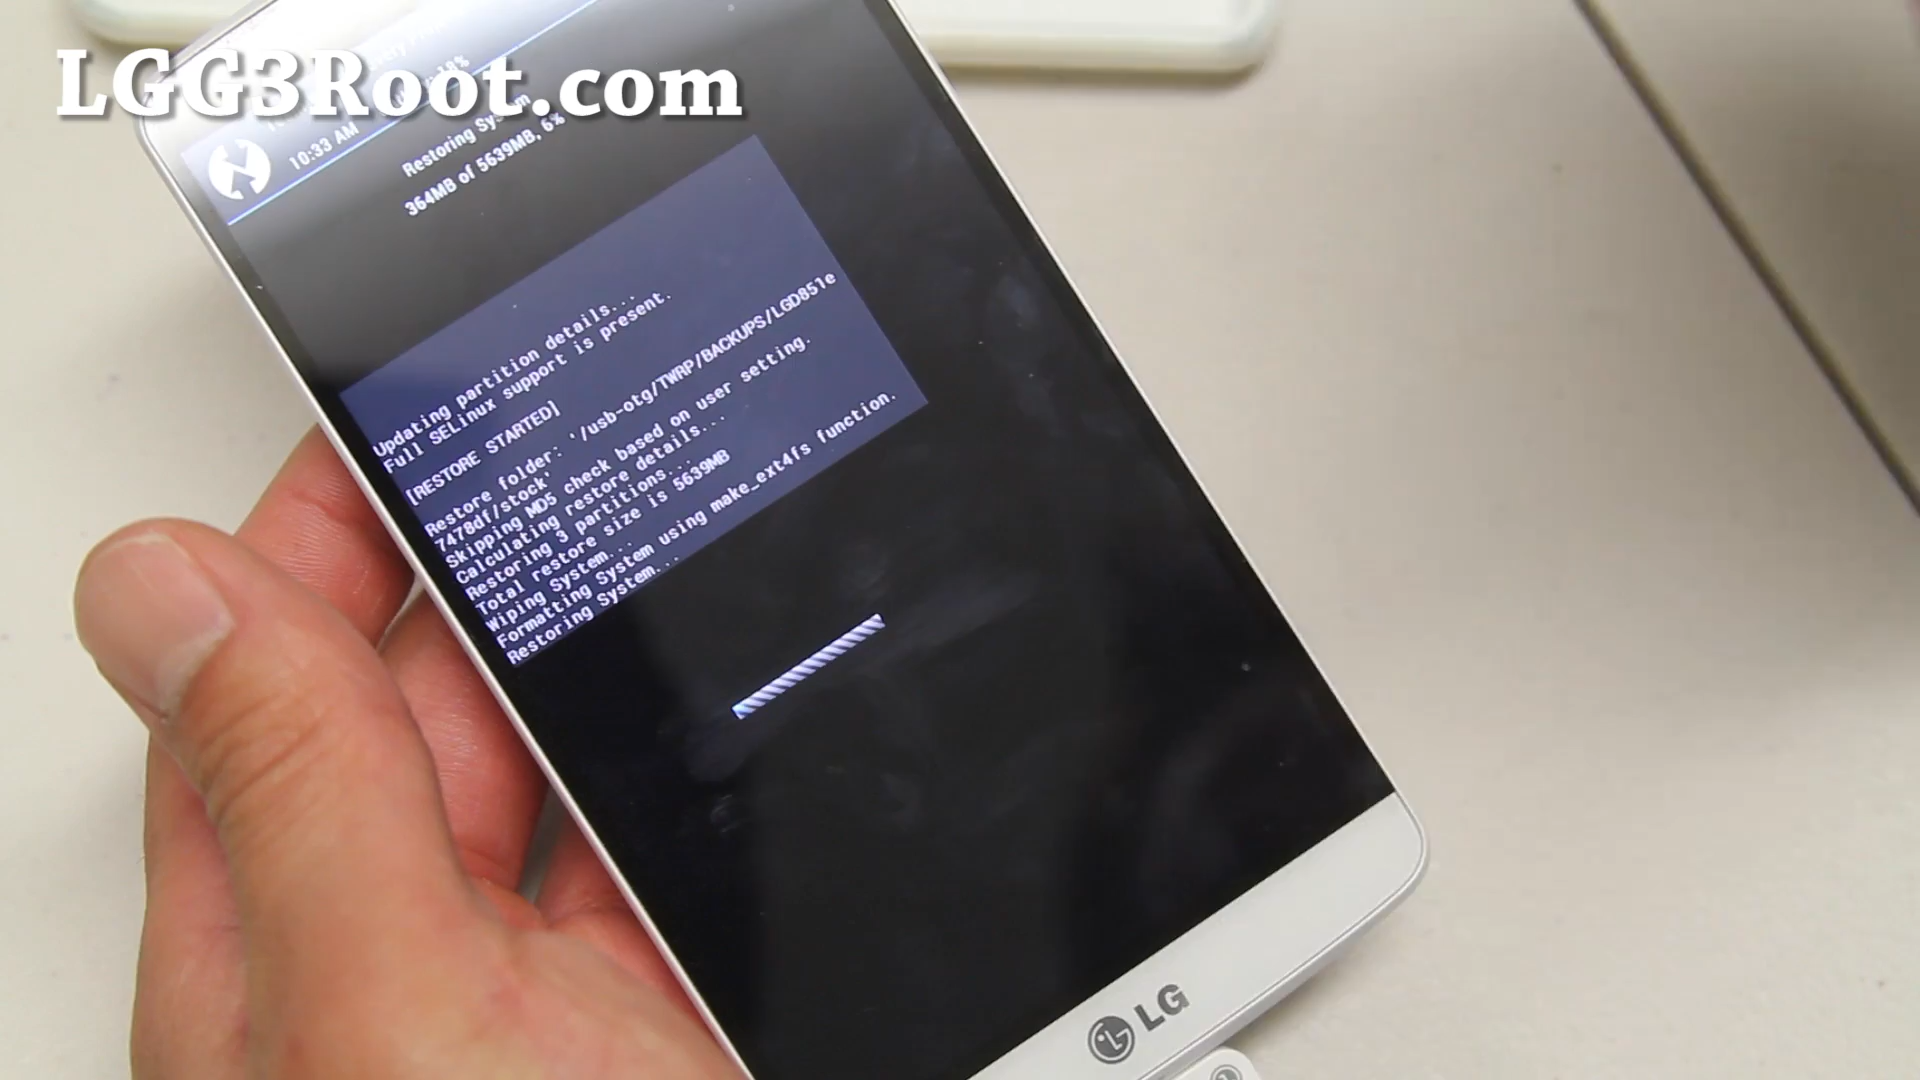 LGG3Root.com
10:33 AM
Restoring System
364MB of 5639MB, 6%
Updating partition details...
Full SELinux support is present.
[RESTORE STARTED]
Restore folder: '/usb-otg/TWRP/BACKUPS/LGD851e
7478df/stock'
Skipping MD5 check based on user setting.
Calculating restore details...
Restoring 3 partitions...
Total restore size is 5639MB
Wiping System...
Formatting System using make_ext4fs function.
Restoring System...
LG